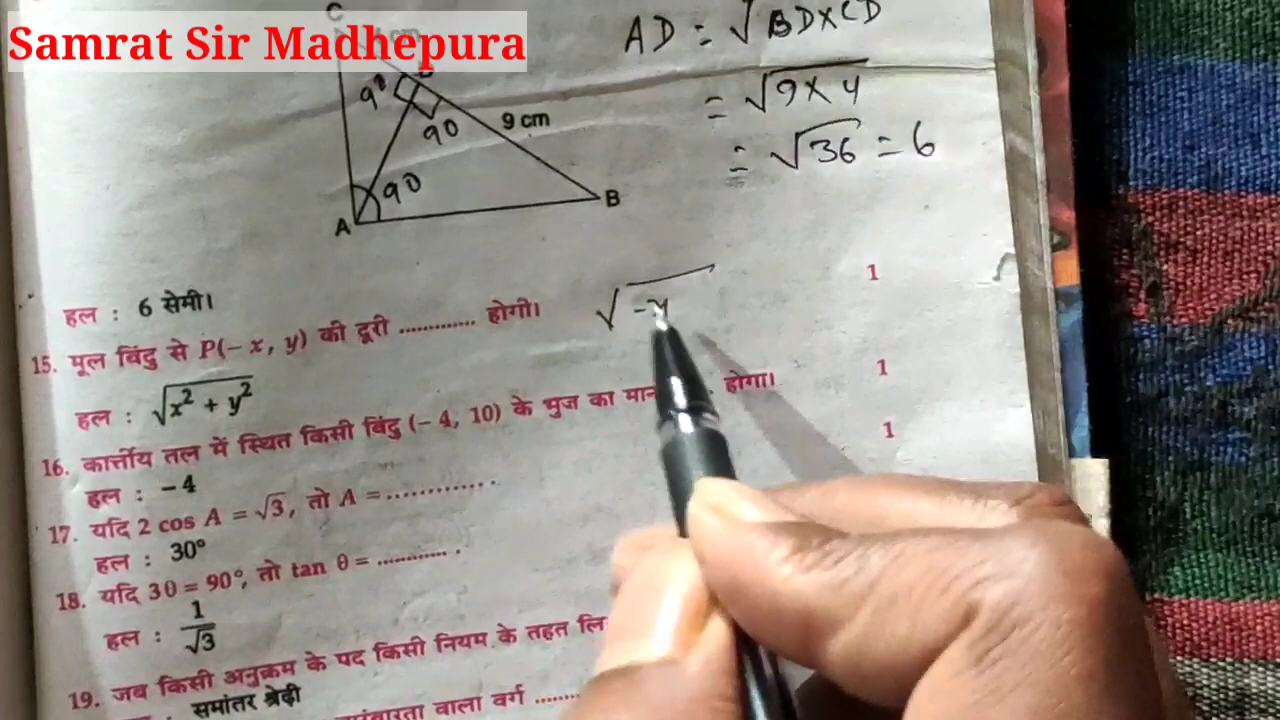 Samrat Sir Madhepura
C
9 cm
90
90
90
A
B
AD = √BD×CD
= √9×4
= √36 = 6
हल : 6 सेमी।
1
15. मूल बिंदु से P(– x, y) की दूरी ............. होगी।
√-x
हल : √x² + y²
1
16. कार्त्तीय तल में स्थित किसी बिंदु (– 4, 10) के भुज का मान होगा।
हल : – 4
1
17. यदि 2 cos A = √3, तो A = .............
हल : 30°
18. यदि 3θ = 90°, तो tan θ = ............ .
हल : 1/√3
19. जब किसी अनुक्रम के पद किसी नियम के तहत
समांतर श्रेढ़ी
वाला वर्ग ........